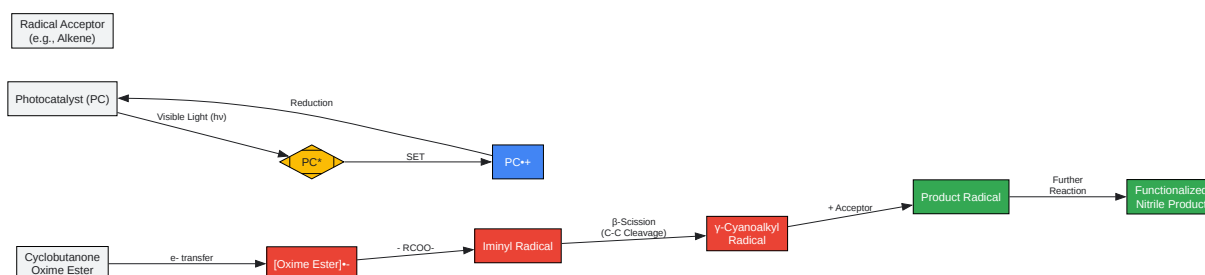 Radical Acceptor
(e.g., Alkene)
Photocatalyst (PC)
Reduction
Visible Light (hν)
PC*
SET
PC•+
Cyclobutanone
Oxime Ester
e- transfer
[Oxime Ester]•-
- RCOO-
Iminyl Radical
β-Scission
(C-C Cleavage)
γ-Cyanoalkyl
Radical
+ Acceptor
Product Radical
Further
Reaction
Functionalized
Nitrile Product